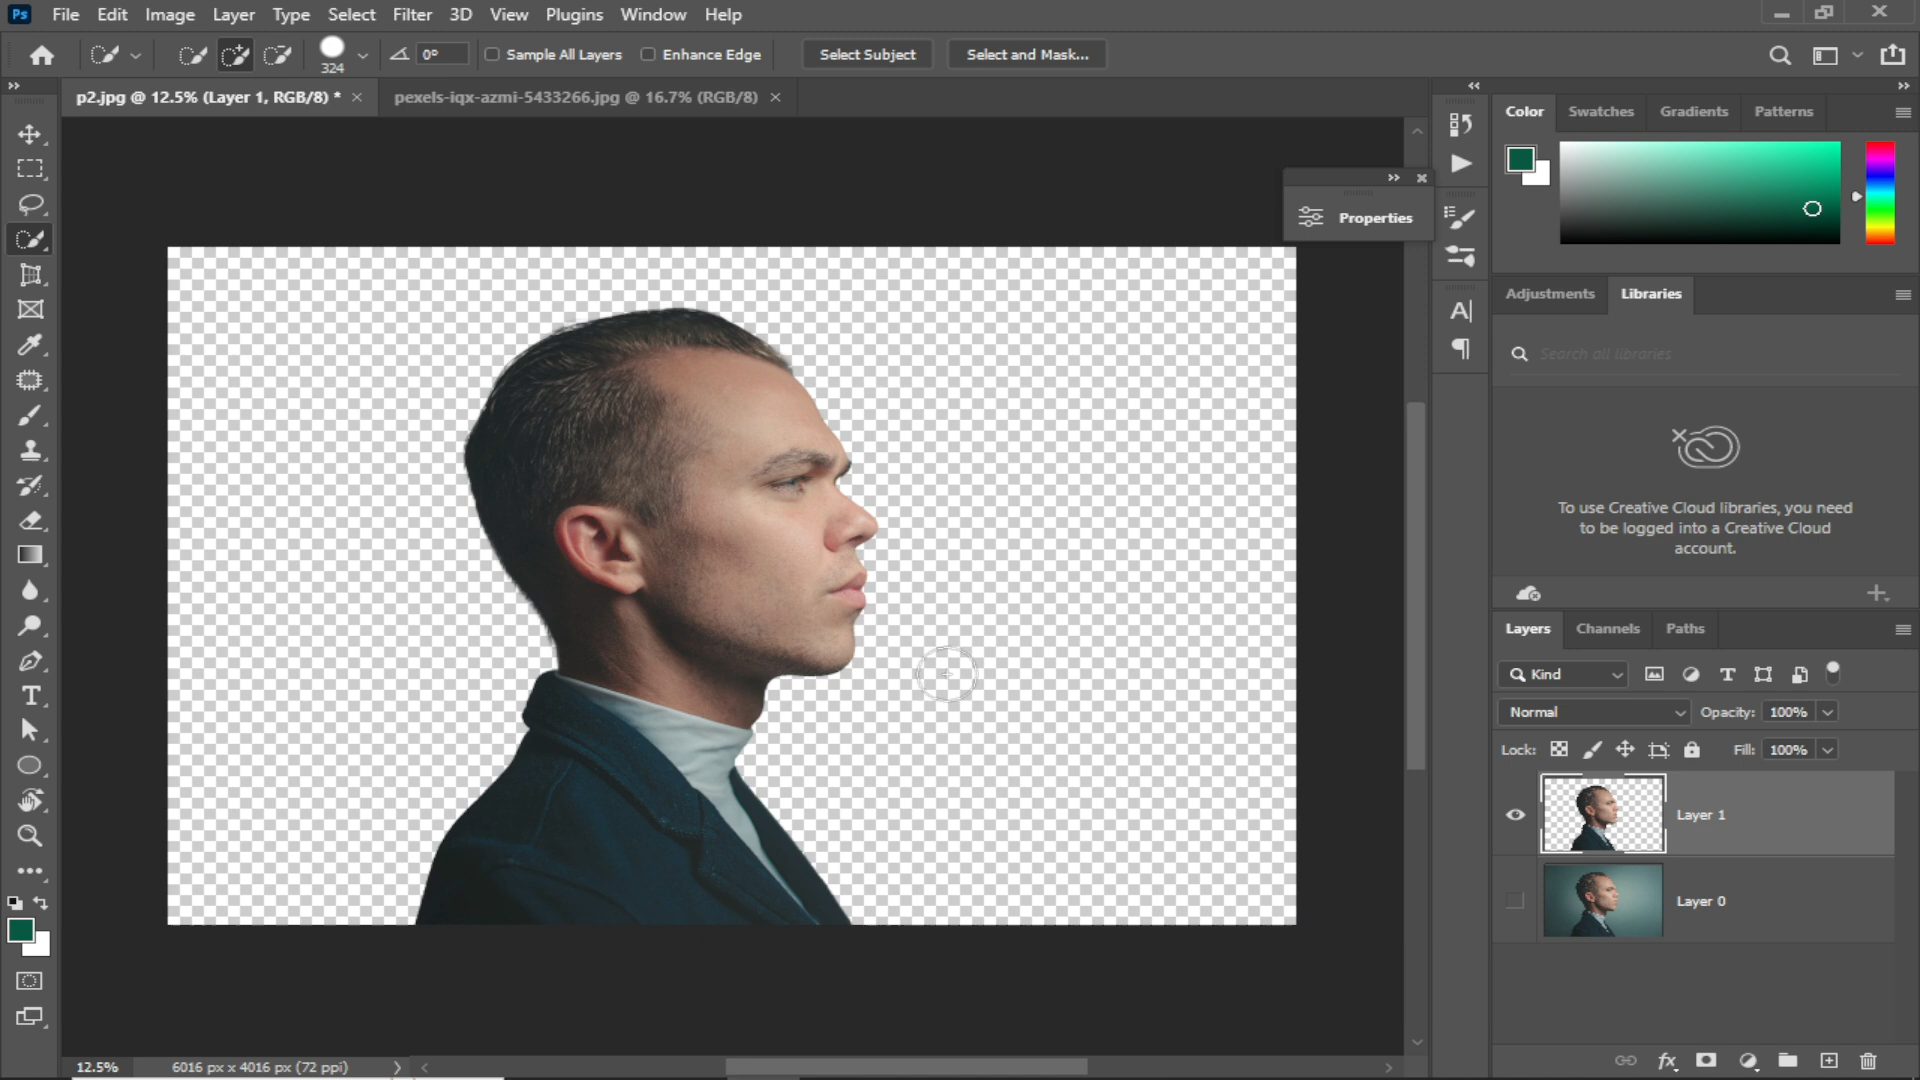 Ps File Edit Image Layer Type Select Filter 3D View Plugins Window Help
324 0° Sample All Layers Enhance Edge Select Subject Select and Mask...
p2.jpg @ 12.5% (Layer 1, RGB/8) * × pexels-iqx-azmi-5433266.jpg @ 16.7% (RGB/8) ×
Properties
Color Swatches Gradients Patterns
Adjustments Libraries
Search all libraries
To use Creative Cloud libraries, you need
to be logged into a Creative Cloud
account.
Layers Channels Paths
Kind
Normal Opacity: 100%
Lock: Fill: 100%
Layer 1
Layer 0
12.5% 6016 px x 4016 px (72 ppi)